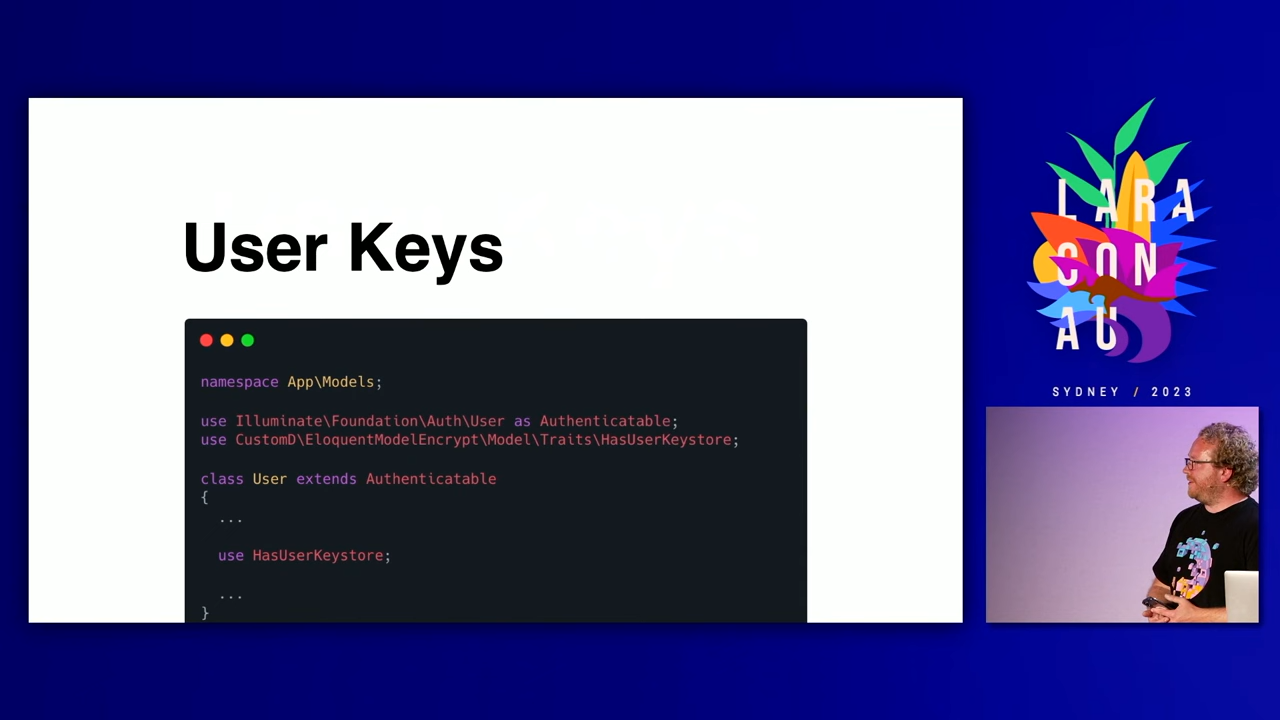 User Keys
namespace App\Models;
use Illuminate\Foundation\Auth\User as Authenticatable;
use CustomD\EloquentModelEncrypt\Model\Traits\HasUserKeystore;
class User extends Authenticatable
{
...
use HasUserKeystore;
...
}
LARA
CON
AU
SYDNEY / 2023